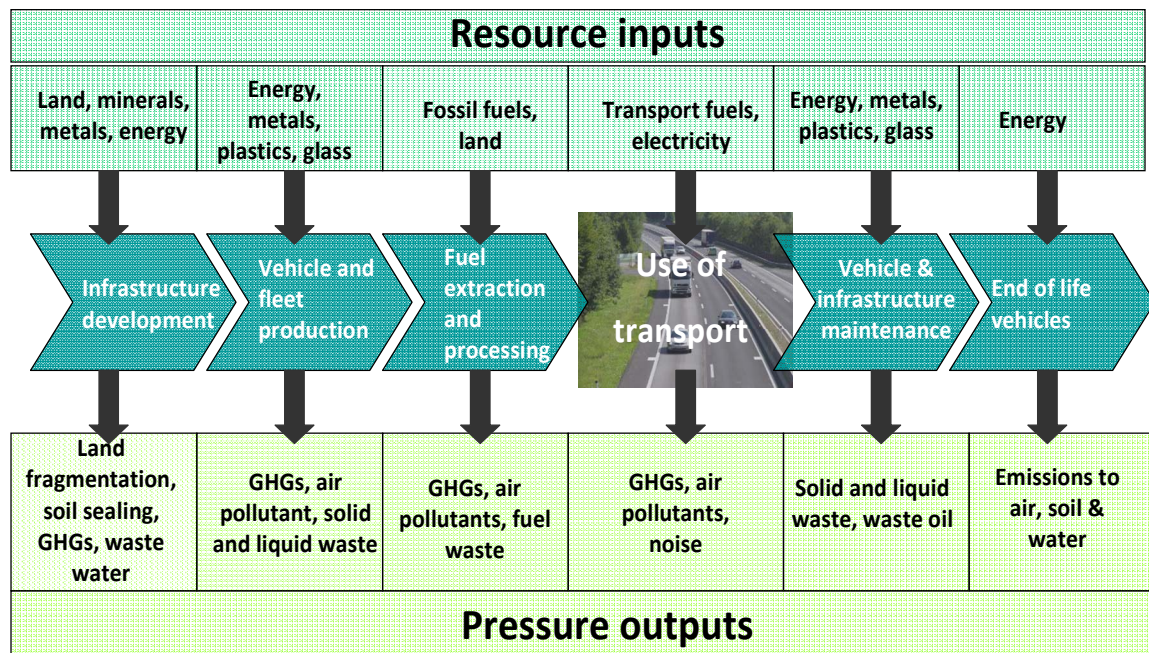 Resource inputs
Land, minerals,
metals, energy
Energy,
metals,
plastics, glass
Fossil fuels,
land
Transport fuels,
electricity
Energy, metals,
plastics, glass
Energy
Infrastructure
development
Vehicle and
fleet
production
Fuel
extraction
and
processing
Use of
transport
Vehicle &
infrastructure
maintenance
End of life
vehicles
Land
fragmentation,
soil sealing,
GHGs, waste
water
GHGs, air
pollutant, solid
and liquid waste
GHGs, air
pollutants, fuel
waste
GHGs, air
pollutants,
noise
Solid and liquid
waste, waste oil
Emissions to
air, soil &
water
Pressure outputs